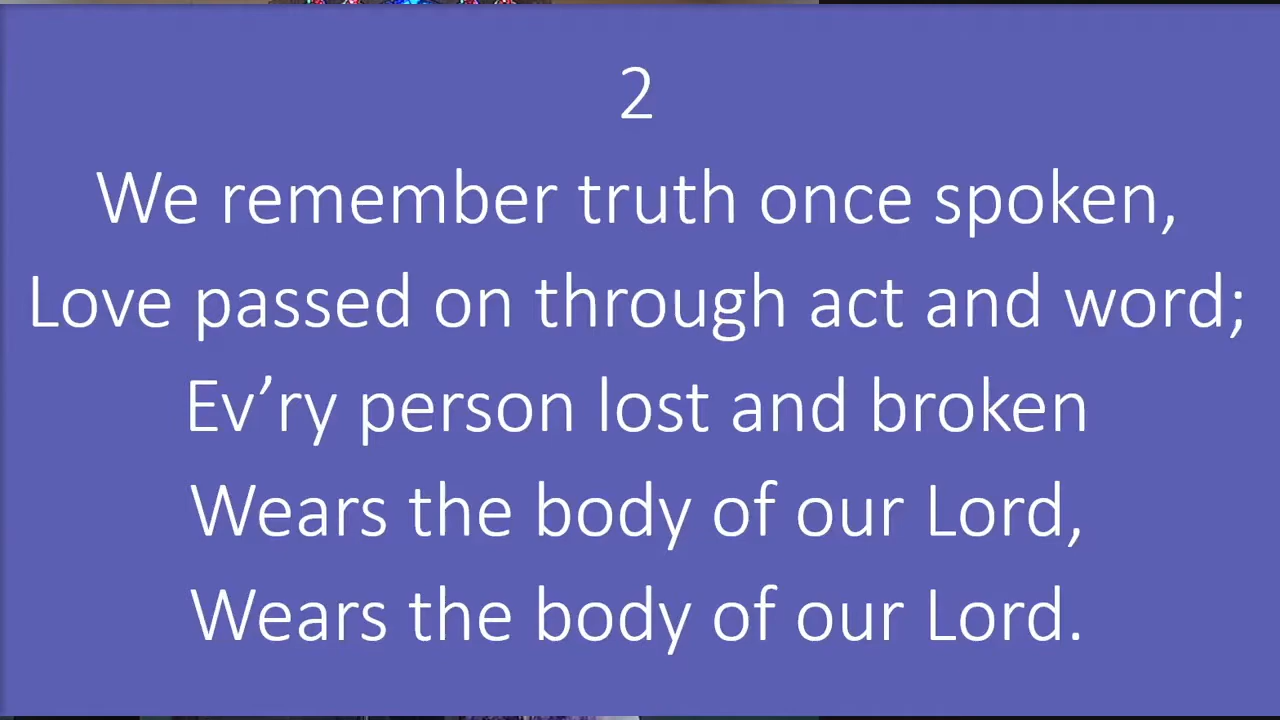 2
We remember truth once spoken,
Love passed on through act and word;
Ev’ry person lost and broken
Wears the body of our Lord,
Wears the body of our Lord.